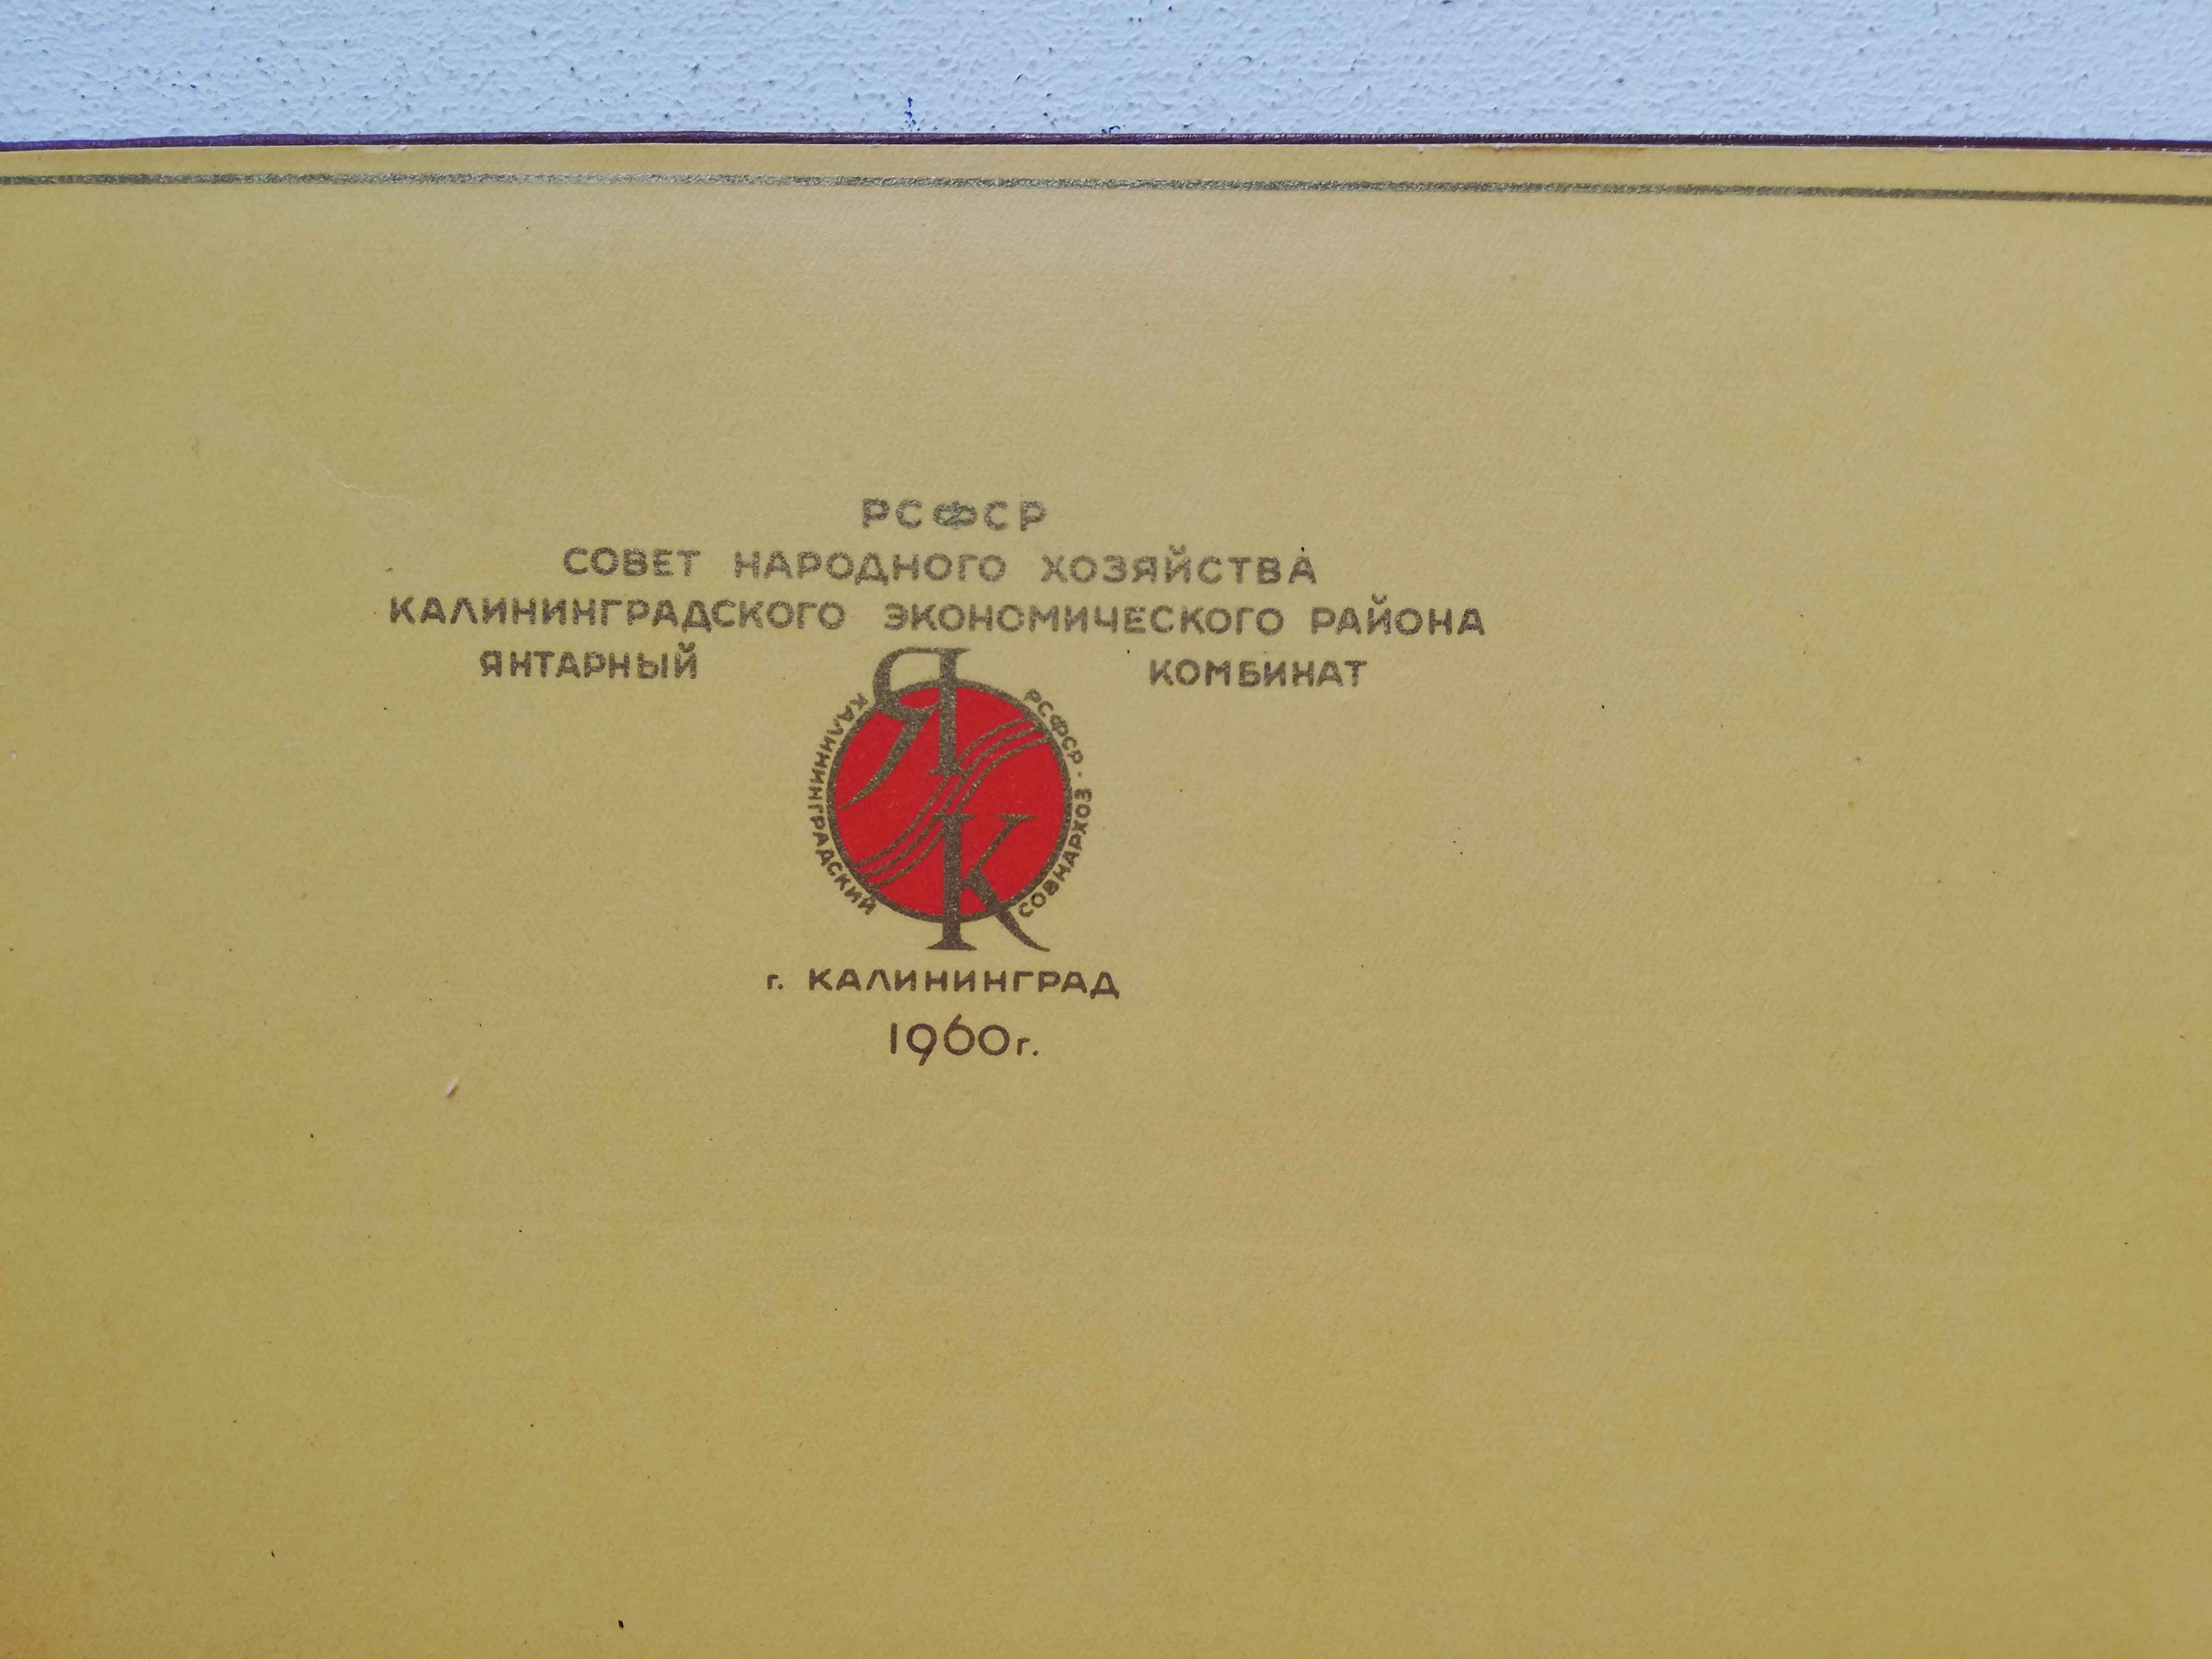 РСФСР
СОВЕТ НАРОДНОГО ХОЗЯЙСТВА
КАЛИНИНГРАДСКОГО ЭКОНОМИЧЕСКОГО РАЙОНА
ЯНТАРНЫЙ КОМБИНАТ
ЯК
КАЛИНИНГРАДСКИЙ
СОВНАРХОЗ · РСФСР
г. КАЛИНИНГРАД
1960г.